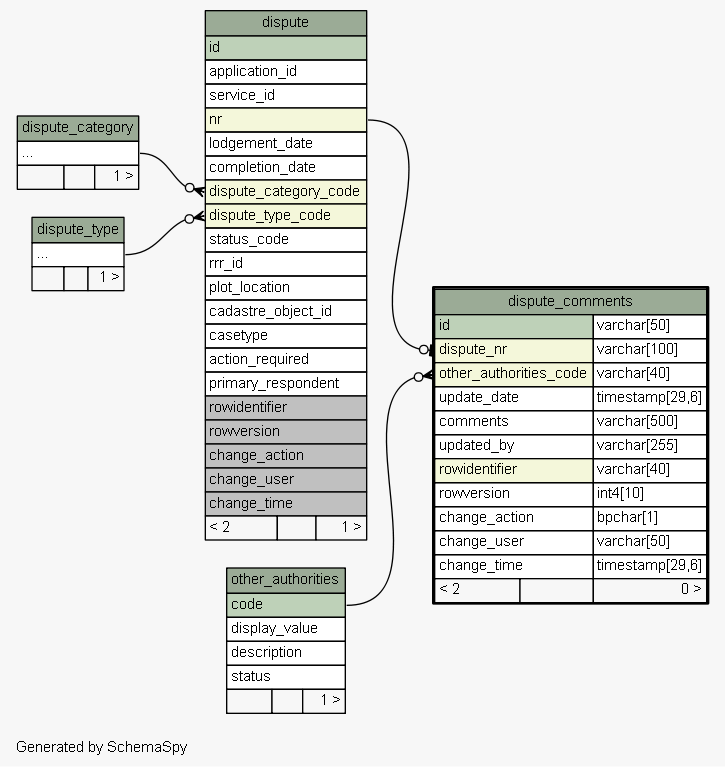 dispute
id
application_id
service_id
nr
lodgement_date
completion_date
dispute_category_code
dispute_type_code
status_code
rrr_id
plot_location
cadastre_object_id
casetype
action_required
primary_respondent
rowidentifier
rowversion
change_action
change_user
change_time
< 2 1 >
dispute_category
...
1 >
dispute_type
...
1 >
dispute_comments
id varchar[50]
dispute_nr varchar[100]
other_authorities_code varchar[40]
update_date timestamp[29,6]
comments varchar[500]
updated_by varchar[255]
rowidentifier varchar[40]
rowversion int4[10]
change_action bpchar[1]
change_user varchar[50]
change_time timestamp[29,6]
< 2 0 >
other_authorities
code
display_value
description
status
1 >
Generated by SchemaSpy